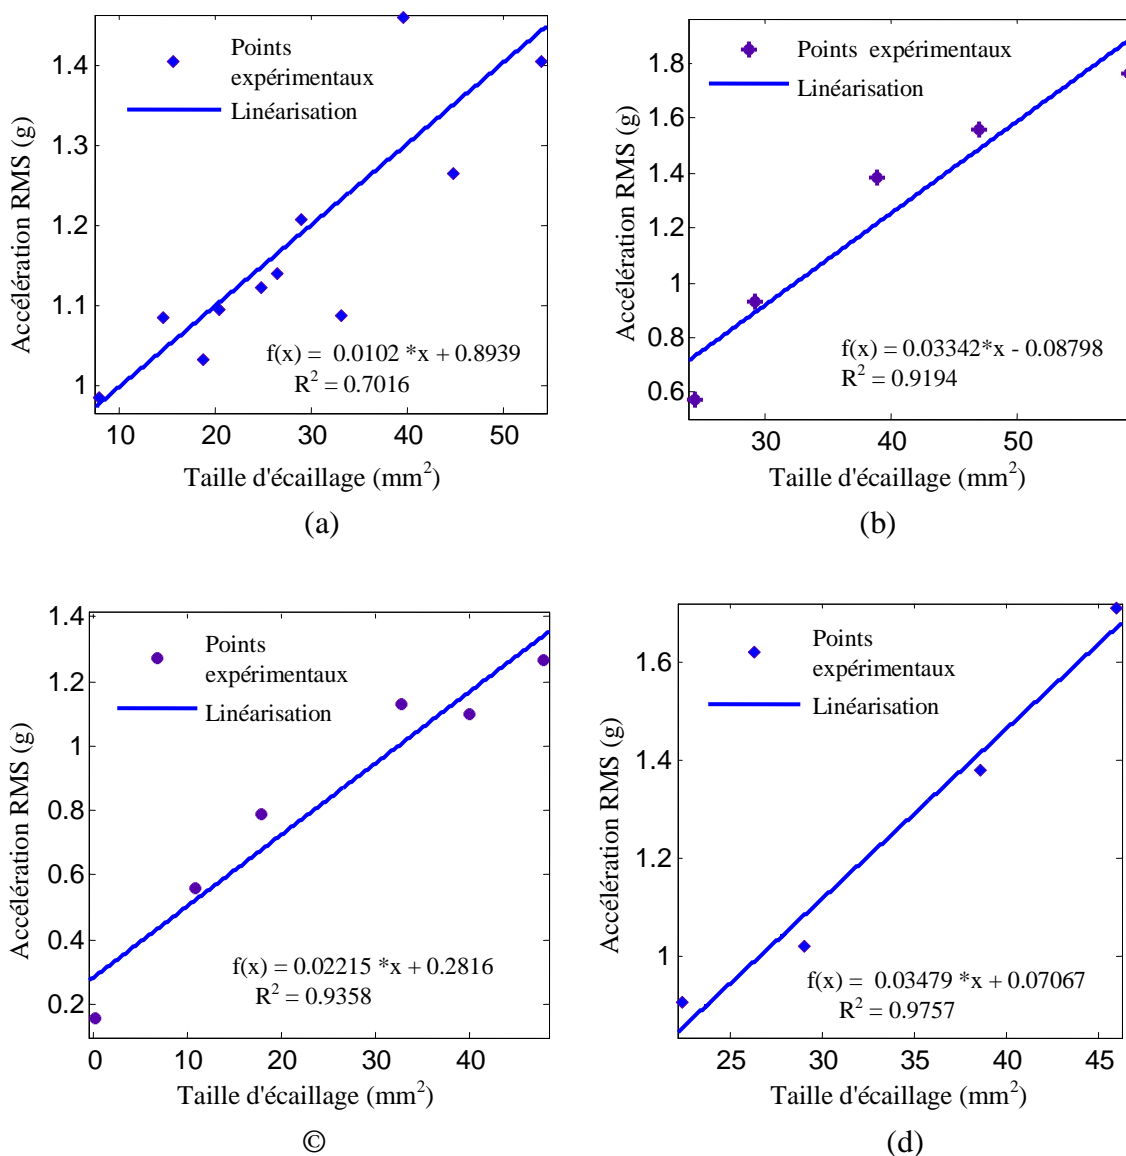 Points
expérimentaux
Linéarisation
1.4
1.3
1.2
1.1
1
Accélération RMS (g)
f(x) = 0.0102 *x + 0.8939
R² = 0.7016
10 20 30 40 50
Taille d'écaillage (mm²)
(a)
Points expérimentaux
Linéarisation
1.8
1.6
1.4
1.2
1
0.8
0.6
Accélération RMS (g)
f(x) = 0.03342*x - 0.08798
R² = 0.9194
30 40 50
Taille d'écaillage (mm²)
(b)
Points
expérimentaux
Linéarisation
1.4
1.2
1
0.8
0.6
0.4
0.2
Accélération RMS (g)
f(x) = 0.02215 *x + 0.2816
R² = 0.9358
0 10 20 30 40
Taille d'écaillage (mm²)
©
Points
expérimentaux
Linéarisation
1.6
1.4
1.2
1
Accélération RMS (g)
f(x) = 0.03479 *x + 0.07067
R² = 0.9757
25 30 35 40 45
Taille d'écaillage (mm²)
(d)